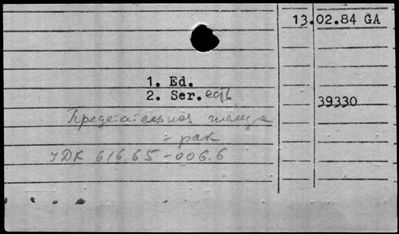 13.02.84 GA
1. Ed.
2. Ser.
39330
Предстательная железа
- рак
УДК 616.65-006.6